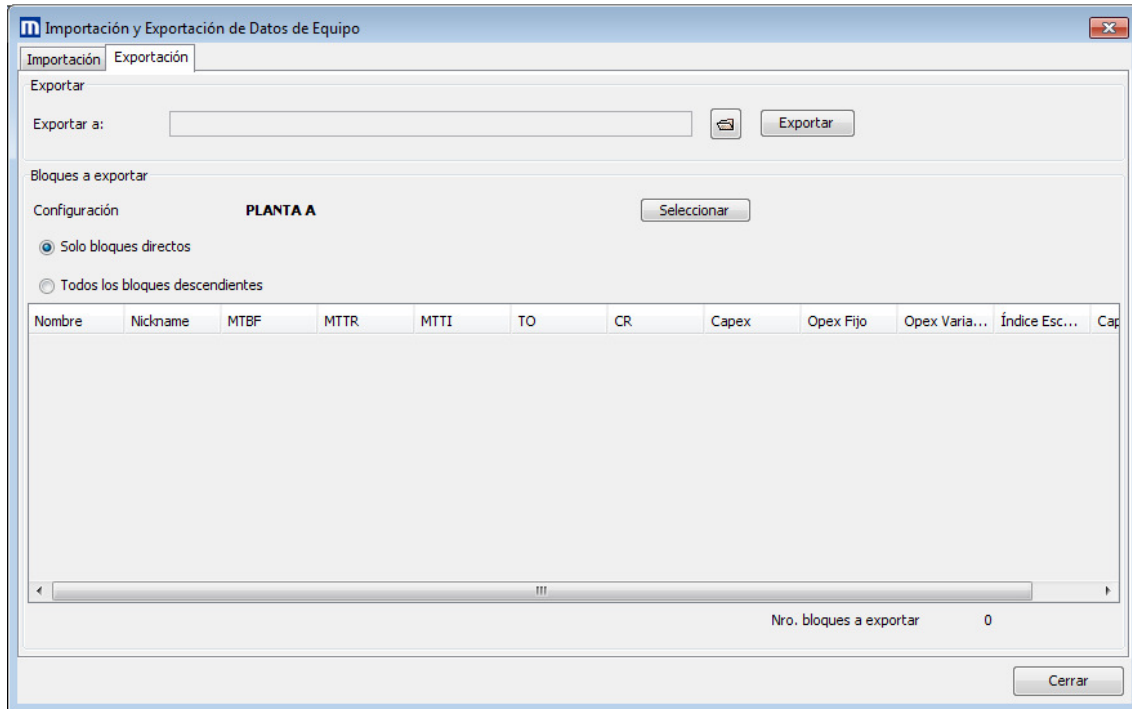 Importación y Exportación de Datos de Equipo
Importación Exportación
Exportar
Exportar a: Exportar
Bloques a exportar
Configuración PLANTA A Seleccionar
Solo bloques directos
Todos los bloques descendientes
Nombre Nickname MTBF MTTR MTTI TO CR Capex Opex Fijo Opex Varia... Índice Esc... Cap
Nro. bloques a exportar 0
Cerrar